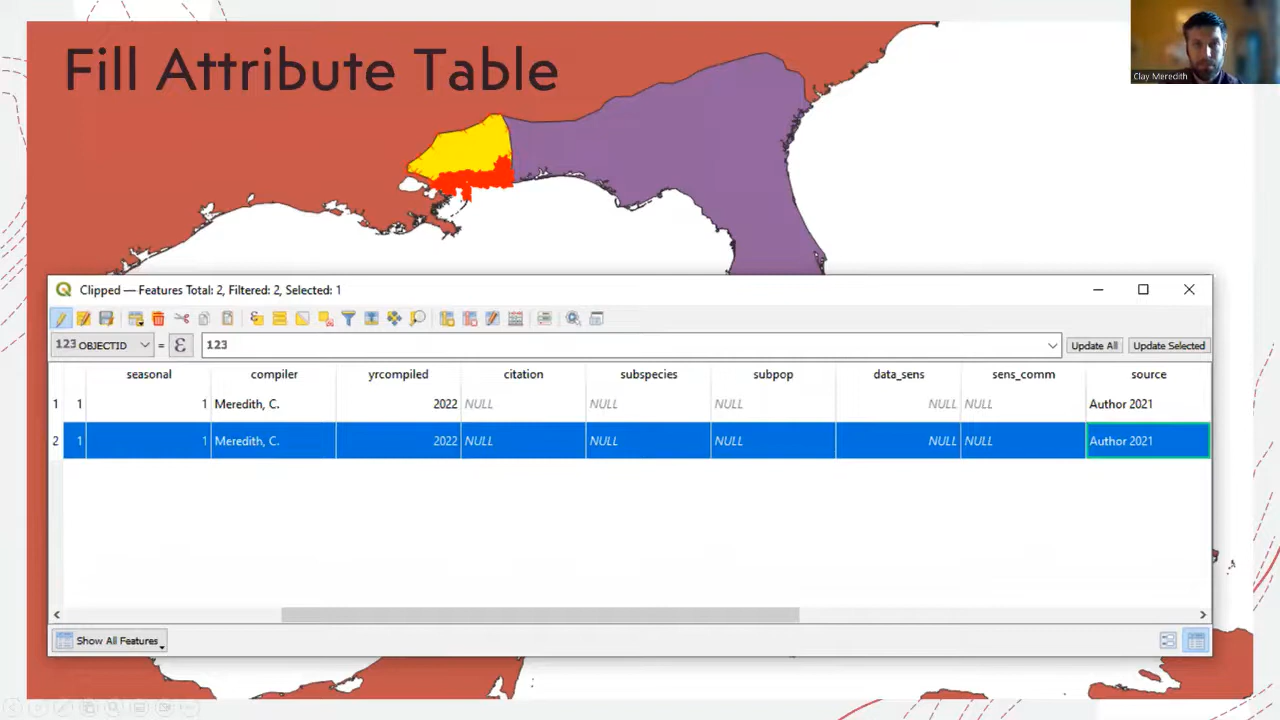 Fill Attribute Table
Clay Meredith
Clipped — Features Total: 2, Filtered: 2, Selected: 1
123 OBJECTID = ε 123 Update All Update Selected
seasonal compiler yrcompiled citation subspecies subpop data_sens sens_comm source
1 1 1 Meredith, C. 2022 NULL NULL NULL NULL NULL Author 2021
2 1 1 Meredith, C. 2022 NULL NULL NULL NULL NULL Author 2021
Show All Features